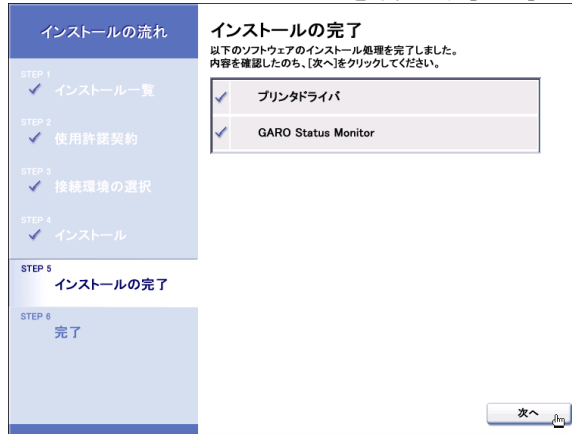 インストールの流れ
STEP 1
インストール一覧
STEP 2
使用許諾契約
STEP 3
接続環境の選択
STEP 4
インストール
STEP 5
インストールの完了
STEP 6
完了
インストールの完了
以下のソフトウェアのインストール処理を完了しました。
内容を確認したのち、[次へ]をクリックしてください。
プリンタドライバ
GARO Status Monitor
次へ